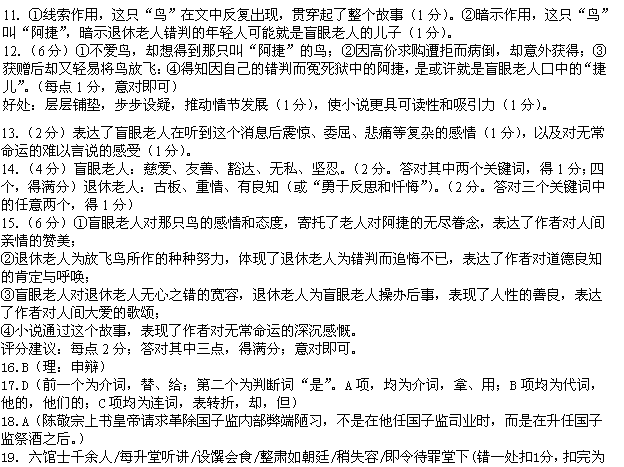 11. ①线索作用，这只“鸟”在文中反复出现，贯穿起了整个故事（1 分）。②暗示作用，这只“鸟”
叫“阿捷”，暗示退休老人错判的年轻人可能就是盲眼老人的儿子（1 分）
12.（6分）①不爱鸟，却想得到那只叫“阿捷”的鸟；②因高价求购遭拒而病倒，却意外获得；③
获赠后却又轻易将鸟放飞：④得知因自己的错判而冤死狱中的阿捷，是或许就是盲眼老人口中的“捷
儿”。（每点 1 分，意对即可）
好处：层层铺垫，步步设疑，推动情节发展（1 分），使小说更具可读性和吸引力（1 分）。
13.（2分）表达了盲眼老人在听到这个消息后震惊、委屈、悲痛等复杂的感情（1 分），以及对无常
命运的难以言说的感受（1 分）。
14.（4分）盲眼老人：慈爱、友善、豁达、无私、坚忍。（2 分。答对其中两个关键词，得 1 分；四
个，得满分）退休老人：古板、重情、有良知（或“勇于反思和忏悔”）。（2 分。答对三个关键词中
的任意两个，得 1 分）
15.（6分）①盲眼老人对那只鸟的感情和态度，寄托了老人对阿捷的无尽眷念，表达了作者对人间
亲情的赞美；
②退休老人为放飞鸟所作的种种努力，体现了退休老人为错判而追悔不已，表达了作者对道德良知
的肯定与呼唤；
③盲眼老人对退休老人无心之错的宽容，退休老人为盲眼老人操办后事，表现了人性的善良，表达
了作者对人间大爱的歌颂；
④小说通过这个故事，表现了作者对无常命运的深沉感慨。
评分建议：每点 2 分；答对其中三点，得满分；意对即可。
16.B（理：申辩）
17.D（前一个为介词，替、给；第二个为判断词“是”。A 项，均为介词，拿、用；B 项均为代词，
他的，他们的；C 项均为连词，表转折，却，但）
18.A（陈敬宗上书皇帝请求革除国子监内部弊端陋习，不是在他任国子监司业时，而是在升任国子
监祭酒之后。）
19. 六馆士千余人/每升堂听讲/设馔会食/整肃如朝廷/稍失容/即令待罪堂下(错一处扣1分，扣完为